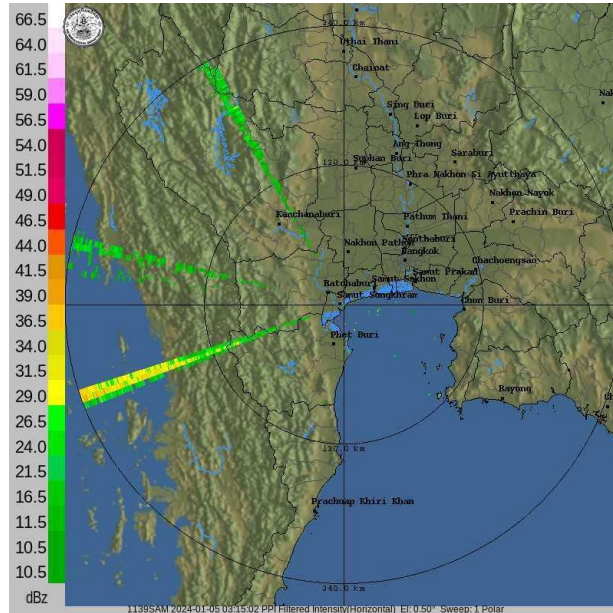 66.5
64.0
61.5
59.0
56.5
54.0
51.5
49.0
46.5
44.0
41.5
39.0
36.5
34.0
31.5
29.0
26.5
24.0
21.5
16.5
11.5
10.5
dBz
240.0 km
Uthai Thani
Chainat
Sing Buri
Lop Buri
Ang Thong
Saraburi
120.0 km
Suphan Buri
Phra Nakhon Si Ayutthaya
Nakhon Nayok
Kanchanaburi
Pathum Thani
Prachin Buri
Nonthaburi
Nakhon Pathom
Bangkok
Chachoengsao
Samut Prakan
Ratchaburi
Samut Sakhon
Samut Songkhram
Chon Buri
Phet Buri
Rayong
120.0 km
Prachuap Khiri Khan
240.0 km
1139SAM 2024-01-05 03:15:02 PPI Filtered Intensity(Horizontal) El: 0.50° Sweep: 1 Polar